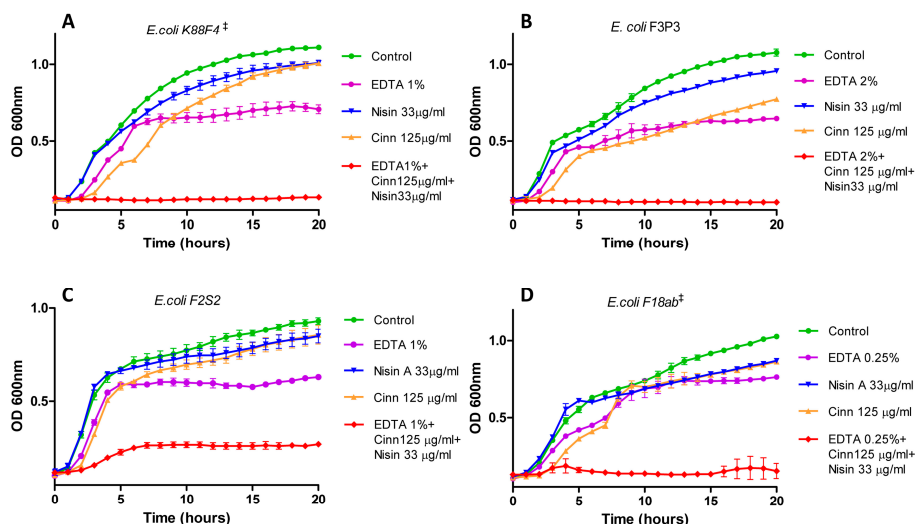 A
E.coli K88F4 ‡
OD 600nm
1.0
0.5
0
5
10
15
20
Time (hours)
Control
EDTA 1%
Nisin 33µg/ml
Cinn 125µg/ml
EDTA1%+
Cinn125µg/ml+
Nisin33µg/ml
B
E. coli F3P3
OD 600nm
1.0
0.5
0
5
10
15
20
Time (hours)
Control
EDTA 2%
Nisin 33 µg/ml
Cinn 125 µg/ml
EDTA 2%+
Cinn 125 µg/ml+
Nisin33 µg/ml
C
E.coli F2S2
OD 600nm
1.0
0.5
0
5
10
15
20
Time (hours)
Control
EDTA 1%
Nisin A 33µg/ml
Cinn 125 µg/ml
EDTA 1%+
Cinn125 µg/ml+
Nisin 33 µg/ml
D
E.coli F18ab‡
OD 600nm
1.0
0.5
0
5
10
15
20
Time (hours)
Control
EDTA 0.25%
Nisin A 33µg/ml
Cinn 125 µg/ml
EDTA 0.25%+
Cinn125 µg/ml+
Nisin 33 µg/ml